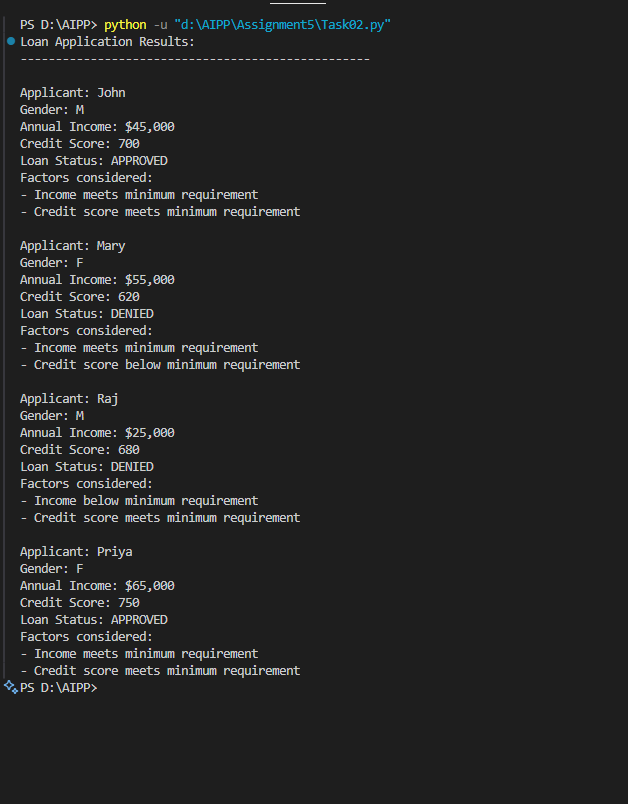 PS D:\AIPP> python -u "d:\AIPP\Assignment5\Task02.py"
Loan Application Results:
--------------------------------------------------
Applicant: John
Gender: M
Annual Income: $45,000
Credit Score: 700
Loan Status: APPROVED
Factors considered:
- Income meets minimum requirement
- Credit score meets minimum requirement
Applicant: Mary
Gender: F
Annual Income: $55,000
Credit Score: 620
Loan Status: DENIED
Factors considered:
- Income meets minimum requirement
- Credit score below minimum requirement
Applicant: Raj
Gender: M
Annual Income: $25,000
Credit Score: 680
Loan Status: DENIED
Factors considered:
- Income below minimum requirement
- Credit score meets minimum requirement
Applicant: Priya
Gender: F
Annual Income: $65,000
Credit Score: 750
Loan Status: APPROVED
Factors considered:
- Income meets minimum requirement
- Credit score meets minimum requirement
PS D:\AIPP>